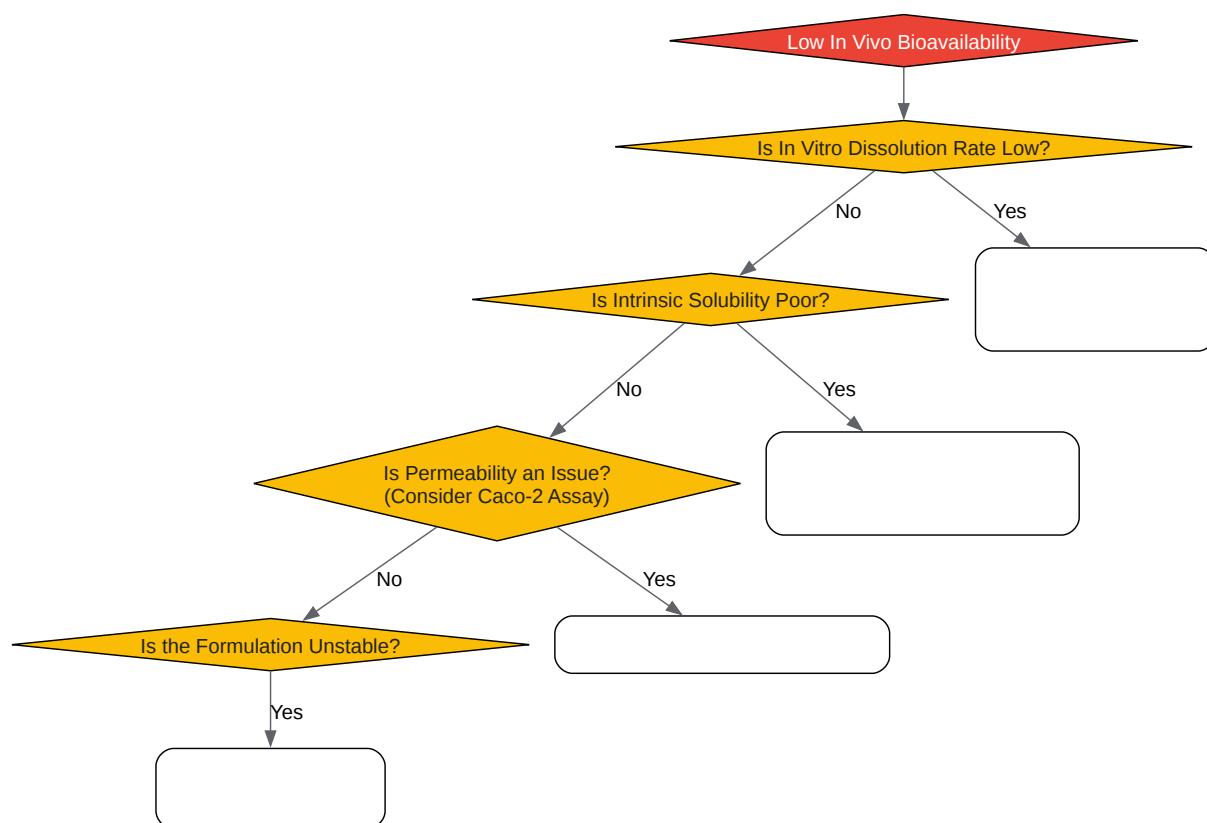 Low In Vivo Bioavailability
Is In Vitro Dissolution Rate Low?
No
Yes
Is Intrinsic Solubility Poor?
No
Yes
Is Permeability an Issue?
(Consider Caco-2 Assay)
No
Yes
Is the Formulation Unstable?
Yes